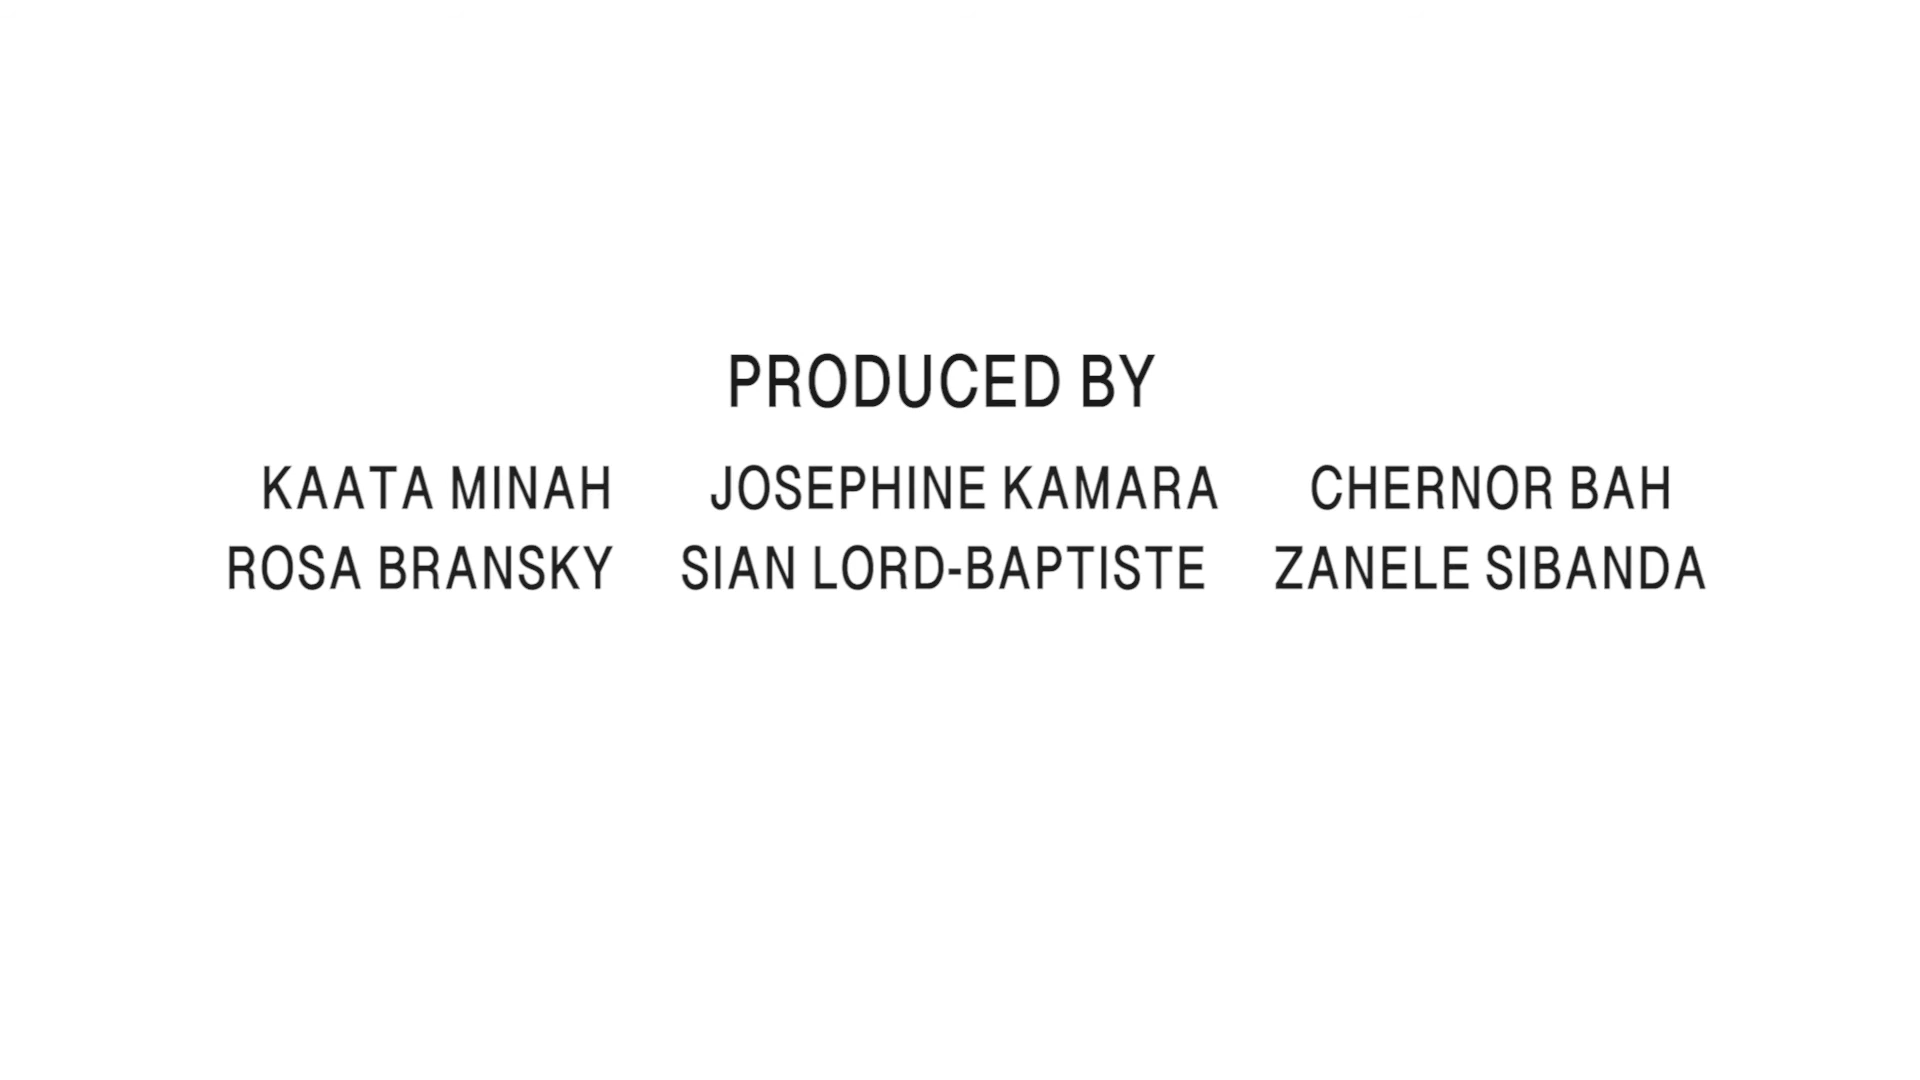 PRODUCED BY
KAATA MINAH JOSEPHINE KAMARA CHERNOR BAH
ROSA BRANSKY SIAN LORD-BAPTISTE ZANELE SIBANDA